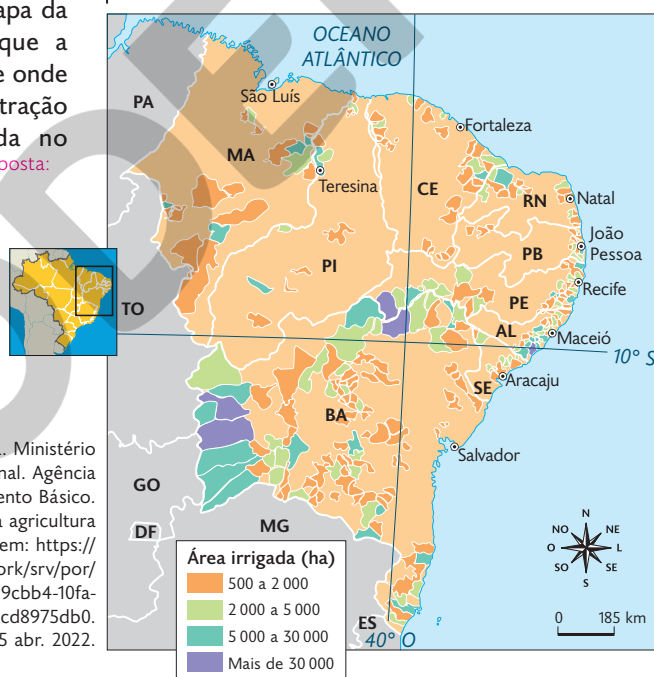 apa da
que a
e onde
tração
da no
posta:
OCEANO
ATLÂNTICO
PA
São Luís
Fortaleza
MA
Teresina
CE
RN
Natal
João
Pessoa
PB
PI
PE
Recife
TO
AL
Maceió
10° S
SE
Aracaju
BA
Salvador
GO
DF
MG
ES
40° O
Área irrigada (ha)
500 a 2 000
2 000 a 5 000
5 000 a 30 000
Mais de 30 000
N
NO
NE
O
L
SO
SE
S
0
185 km
. Ministério
nal. Agência
ento Básico.
a agricultura
em: https://
ork/srv/por/
9cbb4-10fa-
cd8975db0.
5 abr. 2022.